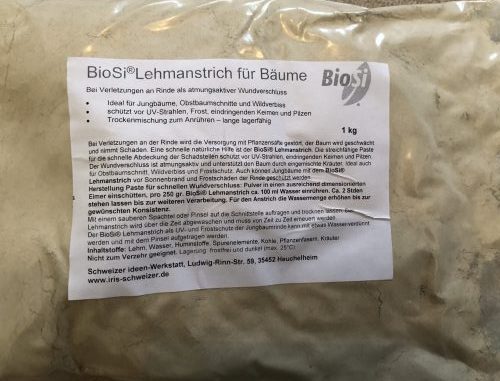 BioSi®Lehmanstrich für Bäume
BioSi
Bei Verletzungen an Rinde als atmungsaktiver Wundverschluss
• Ideal für Jungbäume, Obstbaumschnitte und Wildverbiss
• schützt vor UV-Strahlen, Frost, eindringenden Keimen und Pilzen
• Trockenmischung zum Anrühren – lange lagerfähig
1 kg
Bei Verletzungen an der Rinde wird die Versorgung mit Pflanzensäfte gestört, der Baum wird geschwächt
und nimmt Schaden. Eine schnelle natürliche Hilfe ist der BioSi® Lehmanstrich. Die streichfähige Paste
für die schnelle Abdeckung der Schadstellen schützt vor UV-Strahlen, eindringenden Keimen und Pilzen.
Der Wundverschluss ist atmungsaktiv und unterstützt den Baum durch eingemischte Kräuter. Ideal auch
für Obstbaumschnitt, Wildverbiss und Holzverbiss. Auch können Jungbäume mit dem BioSi®
Lehmanstrich vor Sonnenbrand und Frostschäden der Rinde geschützt werden.
Herstellung Paste für schnellen Wundverschluss: Pulver in einen ausreichend dimensionierten
Eimer einschütten, pro 250 gr. BioSi® Lehmanstrich ca. 100 ml Wasser einrühren. Ca. 2 Stden
stehen lassen bis zur weiteren Verarbeitung. Für den Anstrich die Wassermenge erhöhen bis zur
gewünschten Konsistenz.
Mit einem sauberen Spachtel oder Pinsel auf die Schnittstelle auftragen und trocknen lassen. Der
Lehmanstrich wird über die Zeit abgewaschen und muss von Zeit zu Zeit erneuert werden.
Der BioSi® Lehmanstrich als UV- und Frostschutz der Jungbaumrinde kann mit etwas Wasser verdünnt
werden und mit dem Pinsel aufgetragen werden.
Inhaltstoffe: Lehm, Wasser, Huminstoffe, Spurenelemente, Kohle, Pflanzenfasern, Kräuter
Nicht zum Verzehr geeignet. Lagerung: frostfrei und dunkel (max. 25°C)
Schweizer Ideen-Werkstatt, Ludwig-Rinn-Str. 59, 35452 Heuchelheim
www.iris-schweizer.de